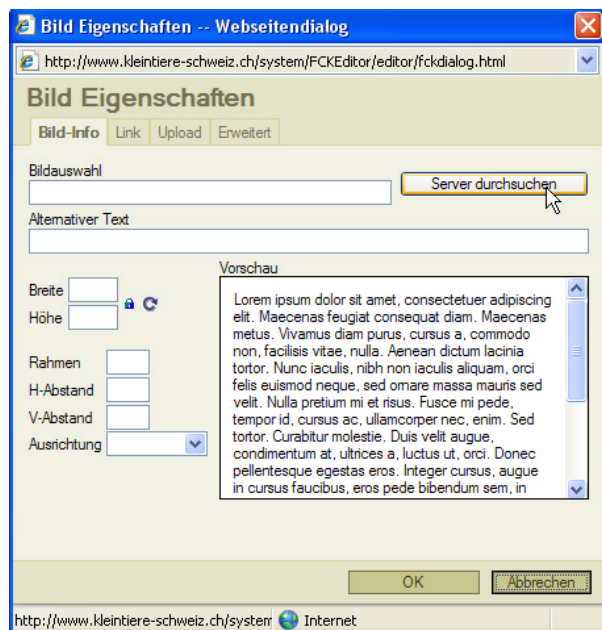 Bild Eigenschaften -- Webseitendialog
http://www.kleintiere-schweiz.ch/system/FCKEditor/editor/fckdialog.html
Bild Eigenschaften
Bild-Info Link Upload Erweitert
Bildauswahl
Server durchsuchen
Alternativer Text
Breite
Höhe
Rahmen
H-Abstand
V-Abstand
Ausrichtung
Vorschau
Lorem ipsum dolor sit amet, consectetuer adipiscing
elit. Maecenas feugiat consequat diam. Maecenas
metus. Vivamus diam purus, cursus a, commodo
non, facilisis vitae, nulla. Aenean dictum lacinia
tortor. Nunc iaculis, nibh non iaculis aliquam, orci
felis euismod neque, sed ornare massa mauris sed
velit. Nulla pretium mi et risus. Fusce mi pede,
tempor id, cursus ac, ullamcorper nec, enim. Sed
tortor. Curabitur molestie. Duis velit augue,
condimentum at, ultrices a, luctus ut, orci. Donec
pellentesque egestas eros. Integer cursus, augue
in cursus faucibus, eros pede bibendum sem, in
OK Abbrechen
http://www.kleintiere-schweiz.ch/system Internet